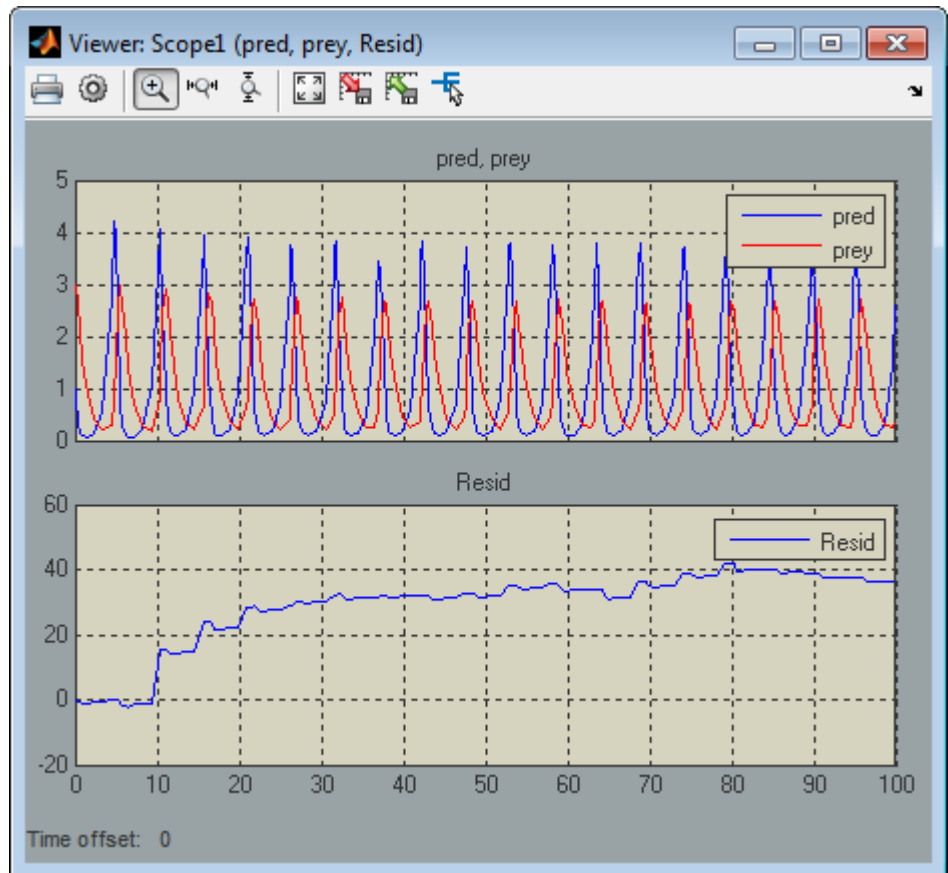 Viewer: Scope1 (pred, prey, Resid)
pred, prey
5
4
3
2
1
0
pred
prey
Resid
60
40
20
0
-20
Resid
0 10 20 30 40 50 60 70 80 90 100
Time offset: 0